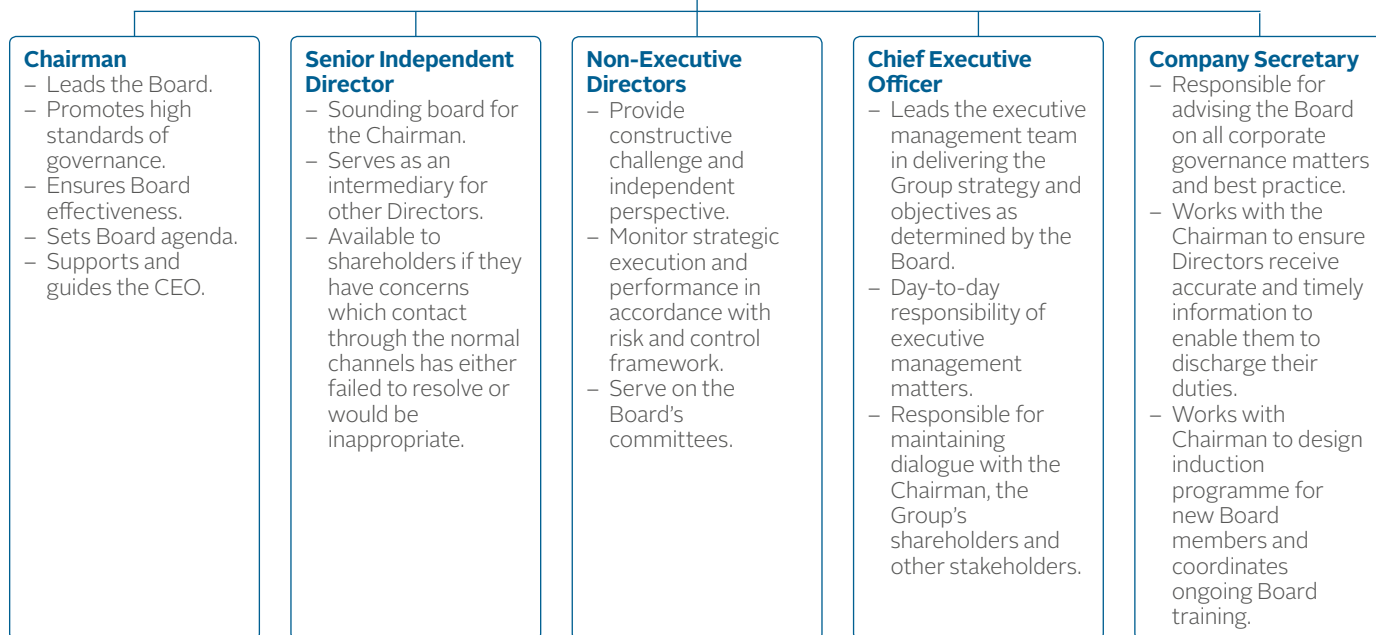 Chairman
– Leads the Board.
– Promotes high
standards of
governance.
– Ensures Board
effectiveness.
– Sets Board agenda.
– Supports and
guides the CEO.
Senior Independent
Director
– Sounding board for
the Chairman.
– Serves as an
intermediary for
other Directors.
– Available to
shareholders if they
have concerns
which contact
through the normal
channels has either
failed to resolve or
would be
inappropriate.
Non-Executive
Directors
– Provide
constructive
challenge and
independent
perspective.
– Monitor strategic
execution and
performance in
accordance with
risk and control
framework.
– Serve on the
Board's
committees.
Chief Executive
Officer
– Leads the executive
management team
in delivering the
Group strategy and
objectives as
determined by the
Board.
– Day-to-day
responsibility of
executive
management
matters.
– Responsible for
maintaining
dialogue with the
Chairman, the
Group's
shareholders and
other stakeholders.
Company Secretary
– Responsible for
advising the Board
on all corporate
governance matters
and best practice.
– Works with the
Chairman to ensure
Directors receive
accurate and timely
information to
enable them to
discharge their
duties.
– Works with
Chairman to design
induction
programme for
new Board
members and
coordinates
ongoing Board
training.